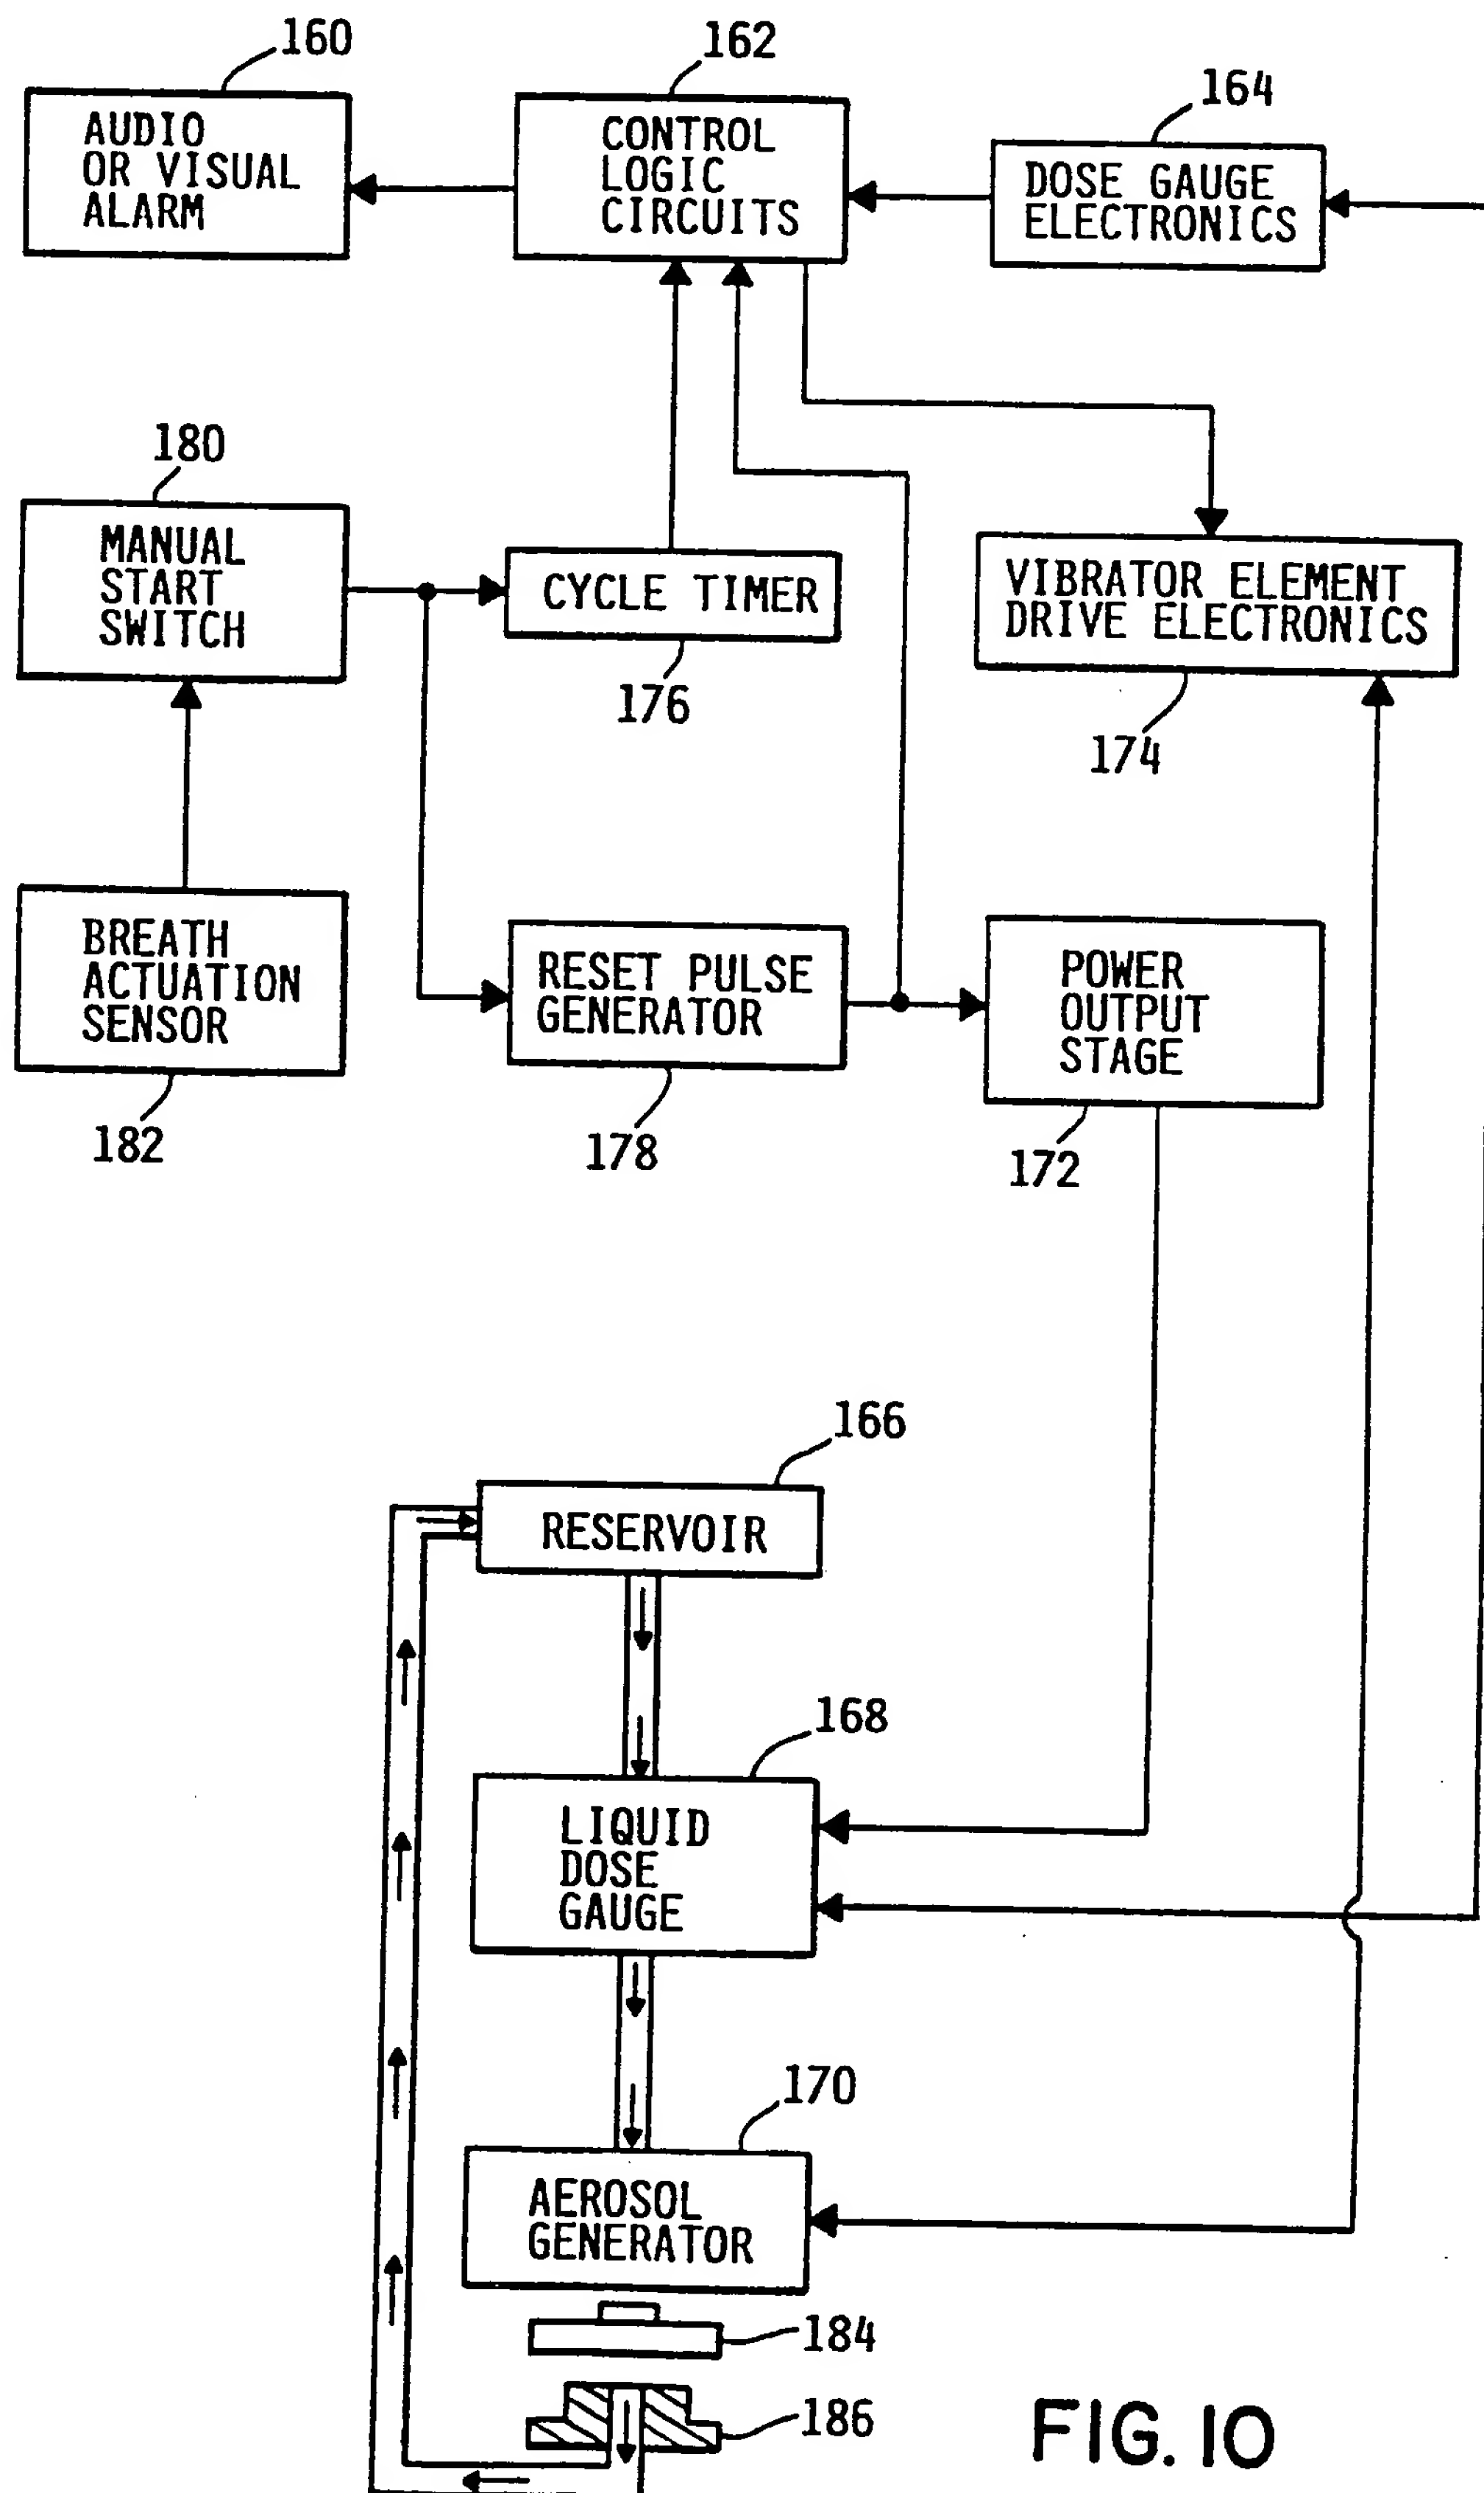 160
AUDIO
OR VISUAL
ALARM
162
CONTROL
LOGIC
CIRCUITS
164
DOSE GAUGE
ELECTRONICS
180
MANUAL
START
SWITCH
CYCLE TIMER
176
VIBRATOR ELEMENT
DRIVE ELECTRONICS
174
BREATH
ACTUATION
SENSOR
182
RESET PULSE
GENERATOR
178
POWER
OUTPUT
STAGE
172
166
RESERVOIR
168
LIQUID
DOSE
GAUGE
170
AEROSOL
GENERATOR
184
186
FIG. 10